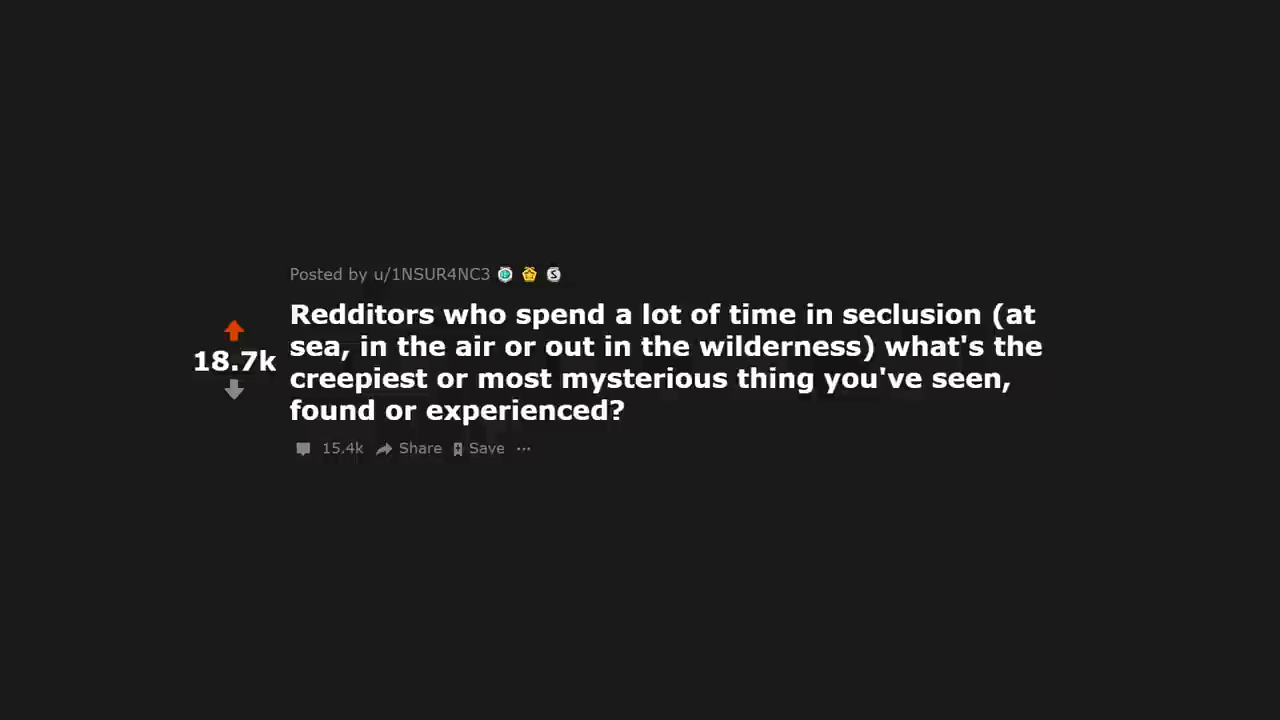 Posted by u/1NSUR4NC3
Redditors who spend a lot of time in seclusion (at
sea, in the air or out in the wilderness) what's the
creepiest or most mysterious thing you've seen,
found or experienced?
18.7k
15.4k Share Save ···